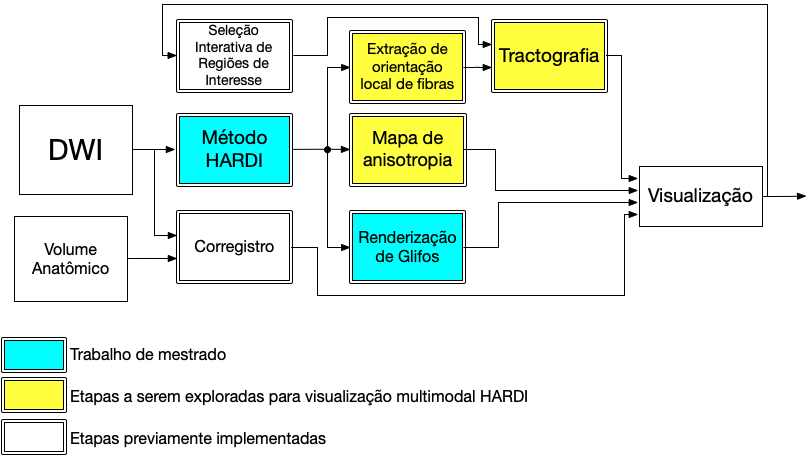 Seleção
Interativa de
Regiões de
Interesse
Extração de
orientação
local de fibras
Tractografia
DWI
Método
HARDI
Mapa de
anisotropia
Visualização
Volume
Anatômico
Corregistro
Renderização
de Glifos
Trabalho de mestrado
Etapas a serem exploradas para visualização multimodal HARDI
Etapas previamente implementadas